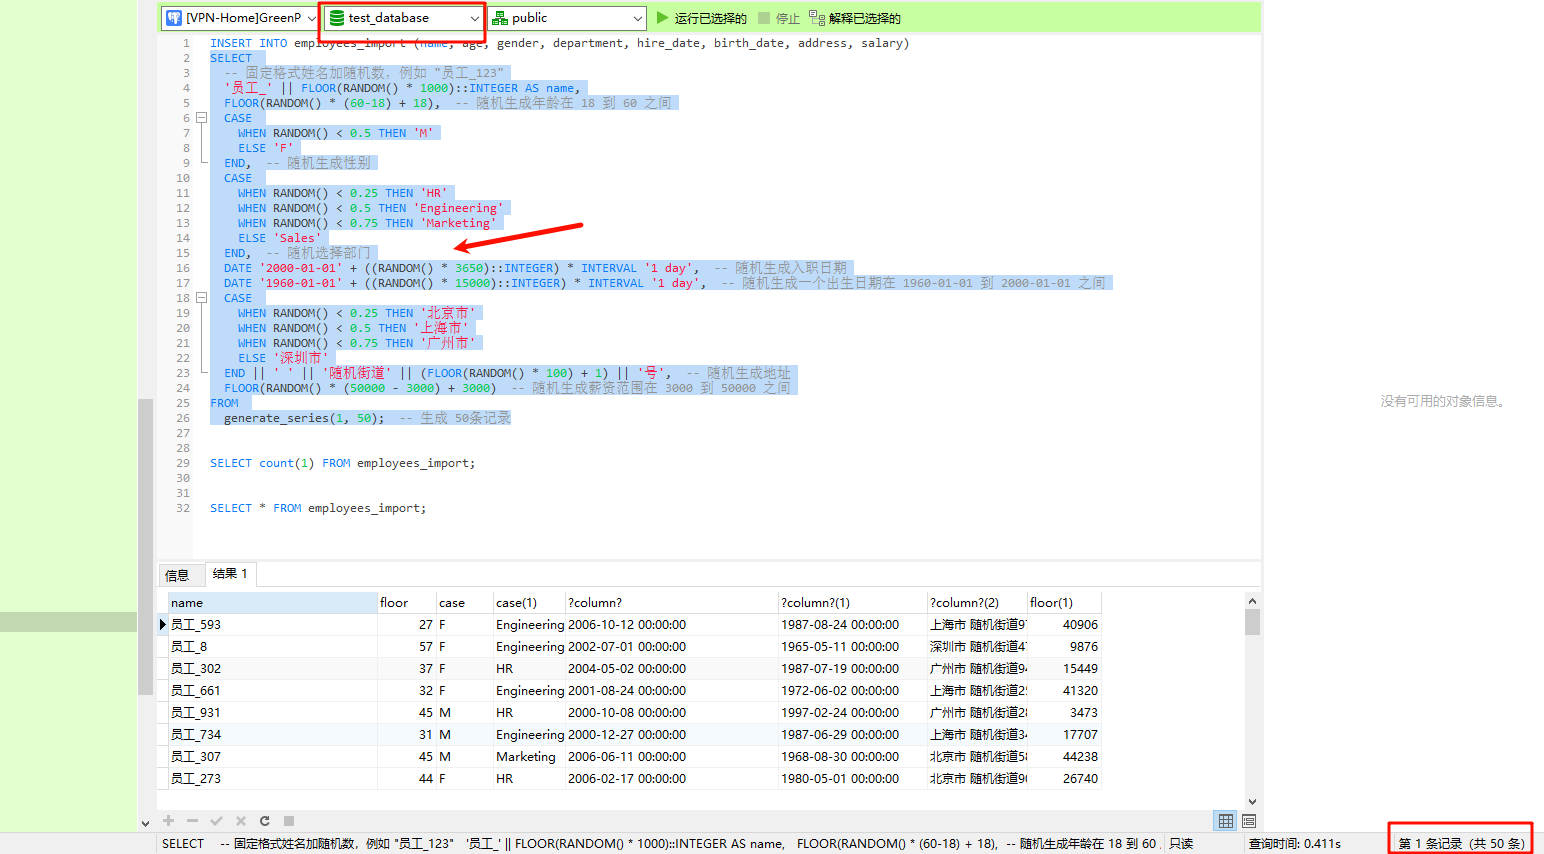 [VPN-Home]GreenP test_database public 运行已选择的 停止 解释已选择的
1 INSERT INTO employees_import (name, age, gender, department, hire_date, birth_date, address, salary)
2 SELECT
3 -- 固定格式姓名加随机数，例如 "员工_123"
4 '员工_' || FLOOR(RANDOM() * 1000)::INTEGER AS name,
5 FLOOR(RANDOM() * (60-18) + 18), -- 随机生成年龄在 18 到 60 之间
6 CASE
7 WHEN RANDOM() < 0.5 THEN 'M'
8 ELSE 'F'
9 END, -- 随机生成性别
10 CASE
11 WHEN RANDOM() < 0.25 THEN 'HR'
12 WHEN RANDOM() < 0.5 THEN 'Engineering'
13 WHEN RANDOM() < 0.75 THEN 'Marketing'
14 ELSE 'Sales'
15 END, -- 随机选择部门
16 DATE '2000-01-01' + ((RANDOM() * 3650)::INTEGER) * INTERVAL '1 day', -- 随机生成入职日期
17 DATE '1960-01-01' + ((RANDOM() * 15000)::INTEGER) * INTERVAL '1 day', -- 随机生成一个出生日期在 1960-01-01 到 2000-01-01 之间
18 CASE
19 WHEN RANDOM() < 0.25 THEN '北京市'
20 WHEN RANDOM() < 0.5 THEN '上海市'
21 WHEN RANDOM() < 0.75 THEN '广州市'
22 ELSE '深圳市'
23 END || ' ' || '随机街道' || (FLOOR(RANDOM() * 100) + 1) || '号', -- 随机生成地址
24 FLOOR(RANDOM() * (50000 - 3000) + 3000) -- 随机生成薪资范围在 3000 到 50000 之间
25 FROM
26 generate_series(1, 50); -- 生成 50条记录
27
28
29 SELECT count(1) FROM employees_import;
30
31
32 SELECT * FROM employees_import;
没有可用的对象信息。
信息 结果 1
name floor case case(1) ?column? ?column?(1) ?column?(2) floor(1)
员工_593 27 F Engineering 2006-10-12 00:00:00 1987-08-24 00:00:00 上海市 随机街道9 40906
员工_8 57 F Engineering 2002-07-01 00:00:00 1965-05-11 00:00:00 深圳市 随机街道4 9876
员工_302 37 F HR 2004-05-02 00:00:00 1987-07-19 00:00:00 广州市 随机街道9 15449
员工_661 32 F Engineering 2001-08-24 00:00:00 1972-06-02 00:00:00 上海市 随机街道2 41320
员工_931 45 M HR 2000-10-08 00:00:00 1997-02-24 00:00:00 广州市 随机街道2 3473
员工_734 31 M Engineering 2000-12-27 00:00:00 1987-06-29 00:00:00 上海市 随机街道3 17707
员工_307 45 M Marketing 2006-06-11 00:00:00 1968-08-30 00:00:00 北京市 随机街道5 44238
员工_273 44 F HR 2006-02-17 00:00:00 1980-05-01 00:00:00 北京市 随机街道9 26740
SELECT -- 固定格式姓名加随机数，例如 "员工_123" '员工_' || FLOOR(RANDOM() * 1000)::INTEGER AS name, FLOOR(RANDOM() * (60-18) + 18), -- 随机生成年龄在 18 到 60 只读 查询时间: 0.411s 第 1 条记录 (共 50 条)